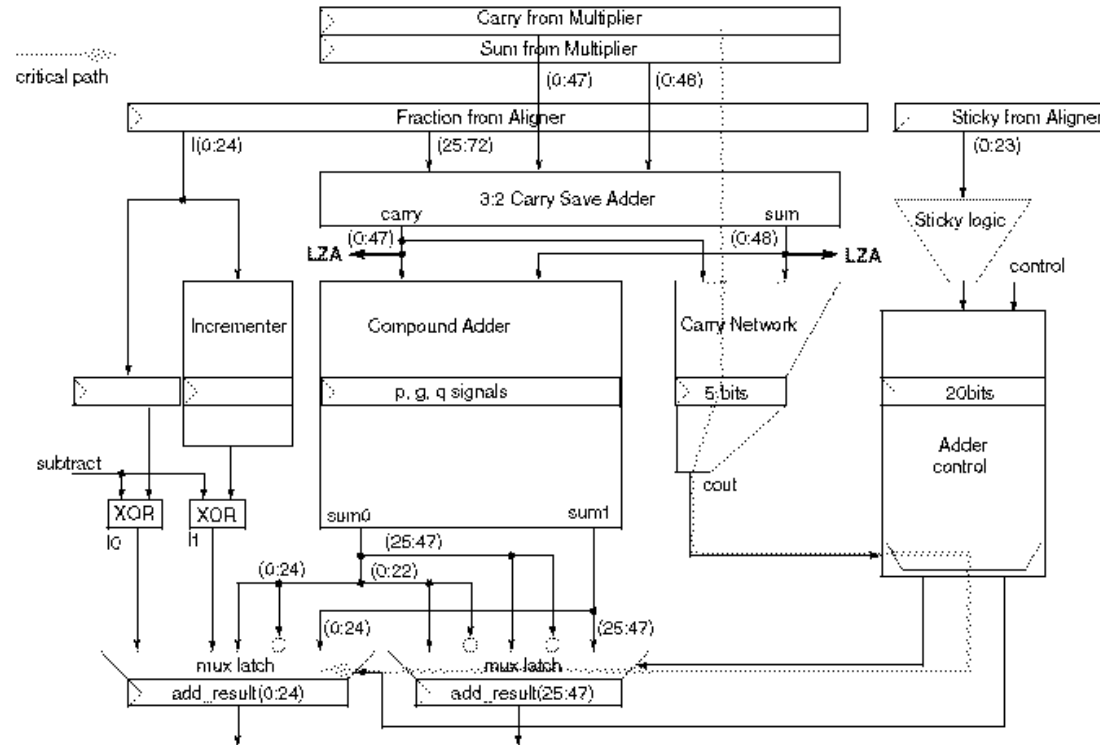 Carry from Multiplier
Sum from Multiplier
critical path
(0:47)
(0:46)
Fraction from Aligner
Sticky from Aligner
I(0:24)
(25:72)
(0:23)
3:2 Carry Save Adder
carry
sum
Sticky logic
(0:47)
(0:48)
LZA
LZA
control
Incrementer
Compound Adder
Carry Network
p, g, q signals
5 bits
20bits
Adder
control
subtract
cout
XOR
XOR
sum0
sum1
I0
I1
(25:47)
(0:24)
(0:22)
(0:24)
(25:47)
mux latch
mux latch
add_result(0:24)
add_result(25:47)